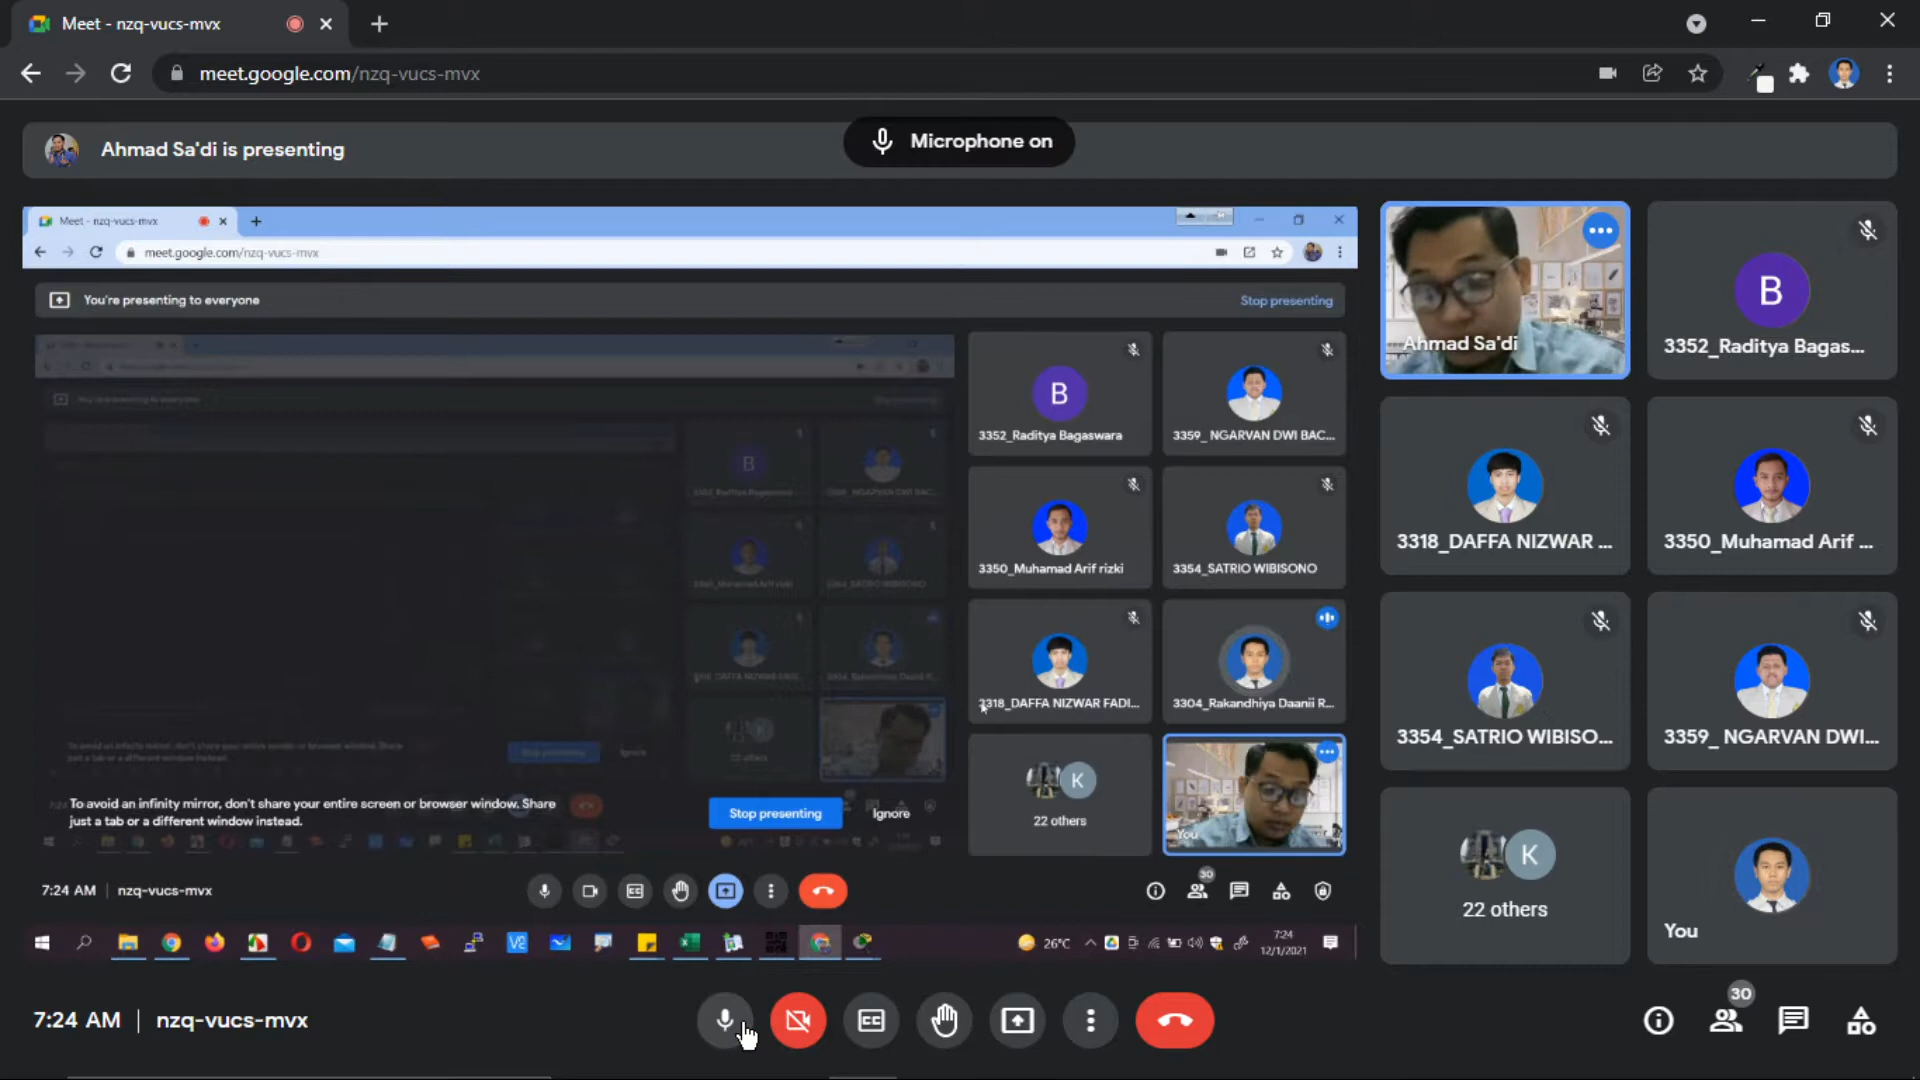 Meet - nzq-vucs-mvx
meet.google.com/nzq-vucs-mvx
Ahmad Sa'di is presenting
Microphone on
Meet - nzq-vucs-mvx
meet.google.com/nzq-vucs-mvx
You're presenting to everyone
Stop presenting
B
3352_Raditya Bagaswara
3359_ NGARVAN DWI BAC...
3350_Muhamad Arif rizki
3354_SATRIO WIBISONO
3318_DAFFA NIZWAR FADI...
3304_Rakandhiya Daanii R...
K
22 others
You
To avoid an infinity mirror, don't share your entire screen or browser window. Share
just a tab or a different window instead.
Stop presenting
Ignore
7:24 AM | nzq-vucs-mvx
30
26°C
7:24
12/1/2021
Ahmad Sa'di
B
3352_Raditya Bagas...
3318_DAFFA NIZWAR ...
3350_Muhamad Arif ...
3354_SATRIO WIBISO...
3359_ NGARVAN DWI...
K
22 others
You
7:24 AM | nzq-vucs-mvx
30